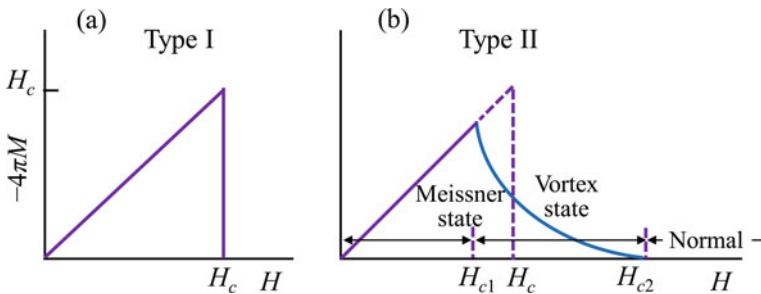 (a)
Type I
H_c
−4πM
H_c
H
(b)
Type II
Meissner
state
Vortex
state
Normal
H_c1
H_c
H_c2
H